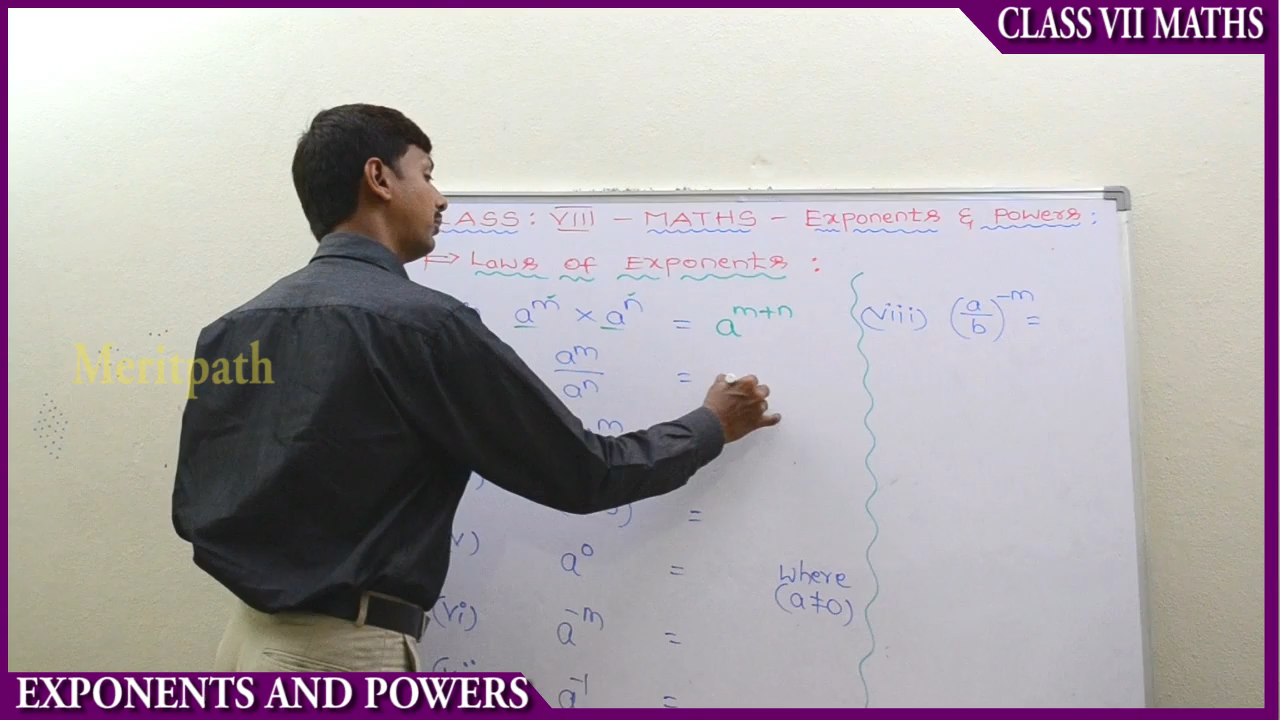 CLASS VII MATHS
CLASS: VIII - MATHS - Exponents & Powers:
Laws of Exponents :
a^m × a^n = a^{m+n}
(viii) (a/b)^{-m} =
a^m/a^n =
m
=
v) a^0 = where (a≠0)
(vi) a^{-m} =
a^{-1} =
Meritpath
EXPONENTS AND POWERS